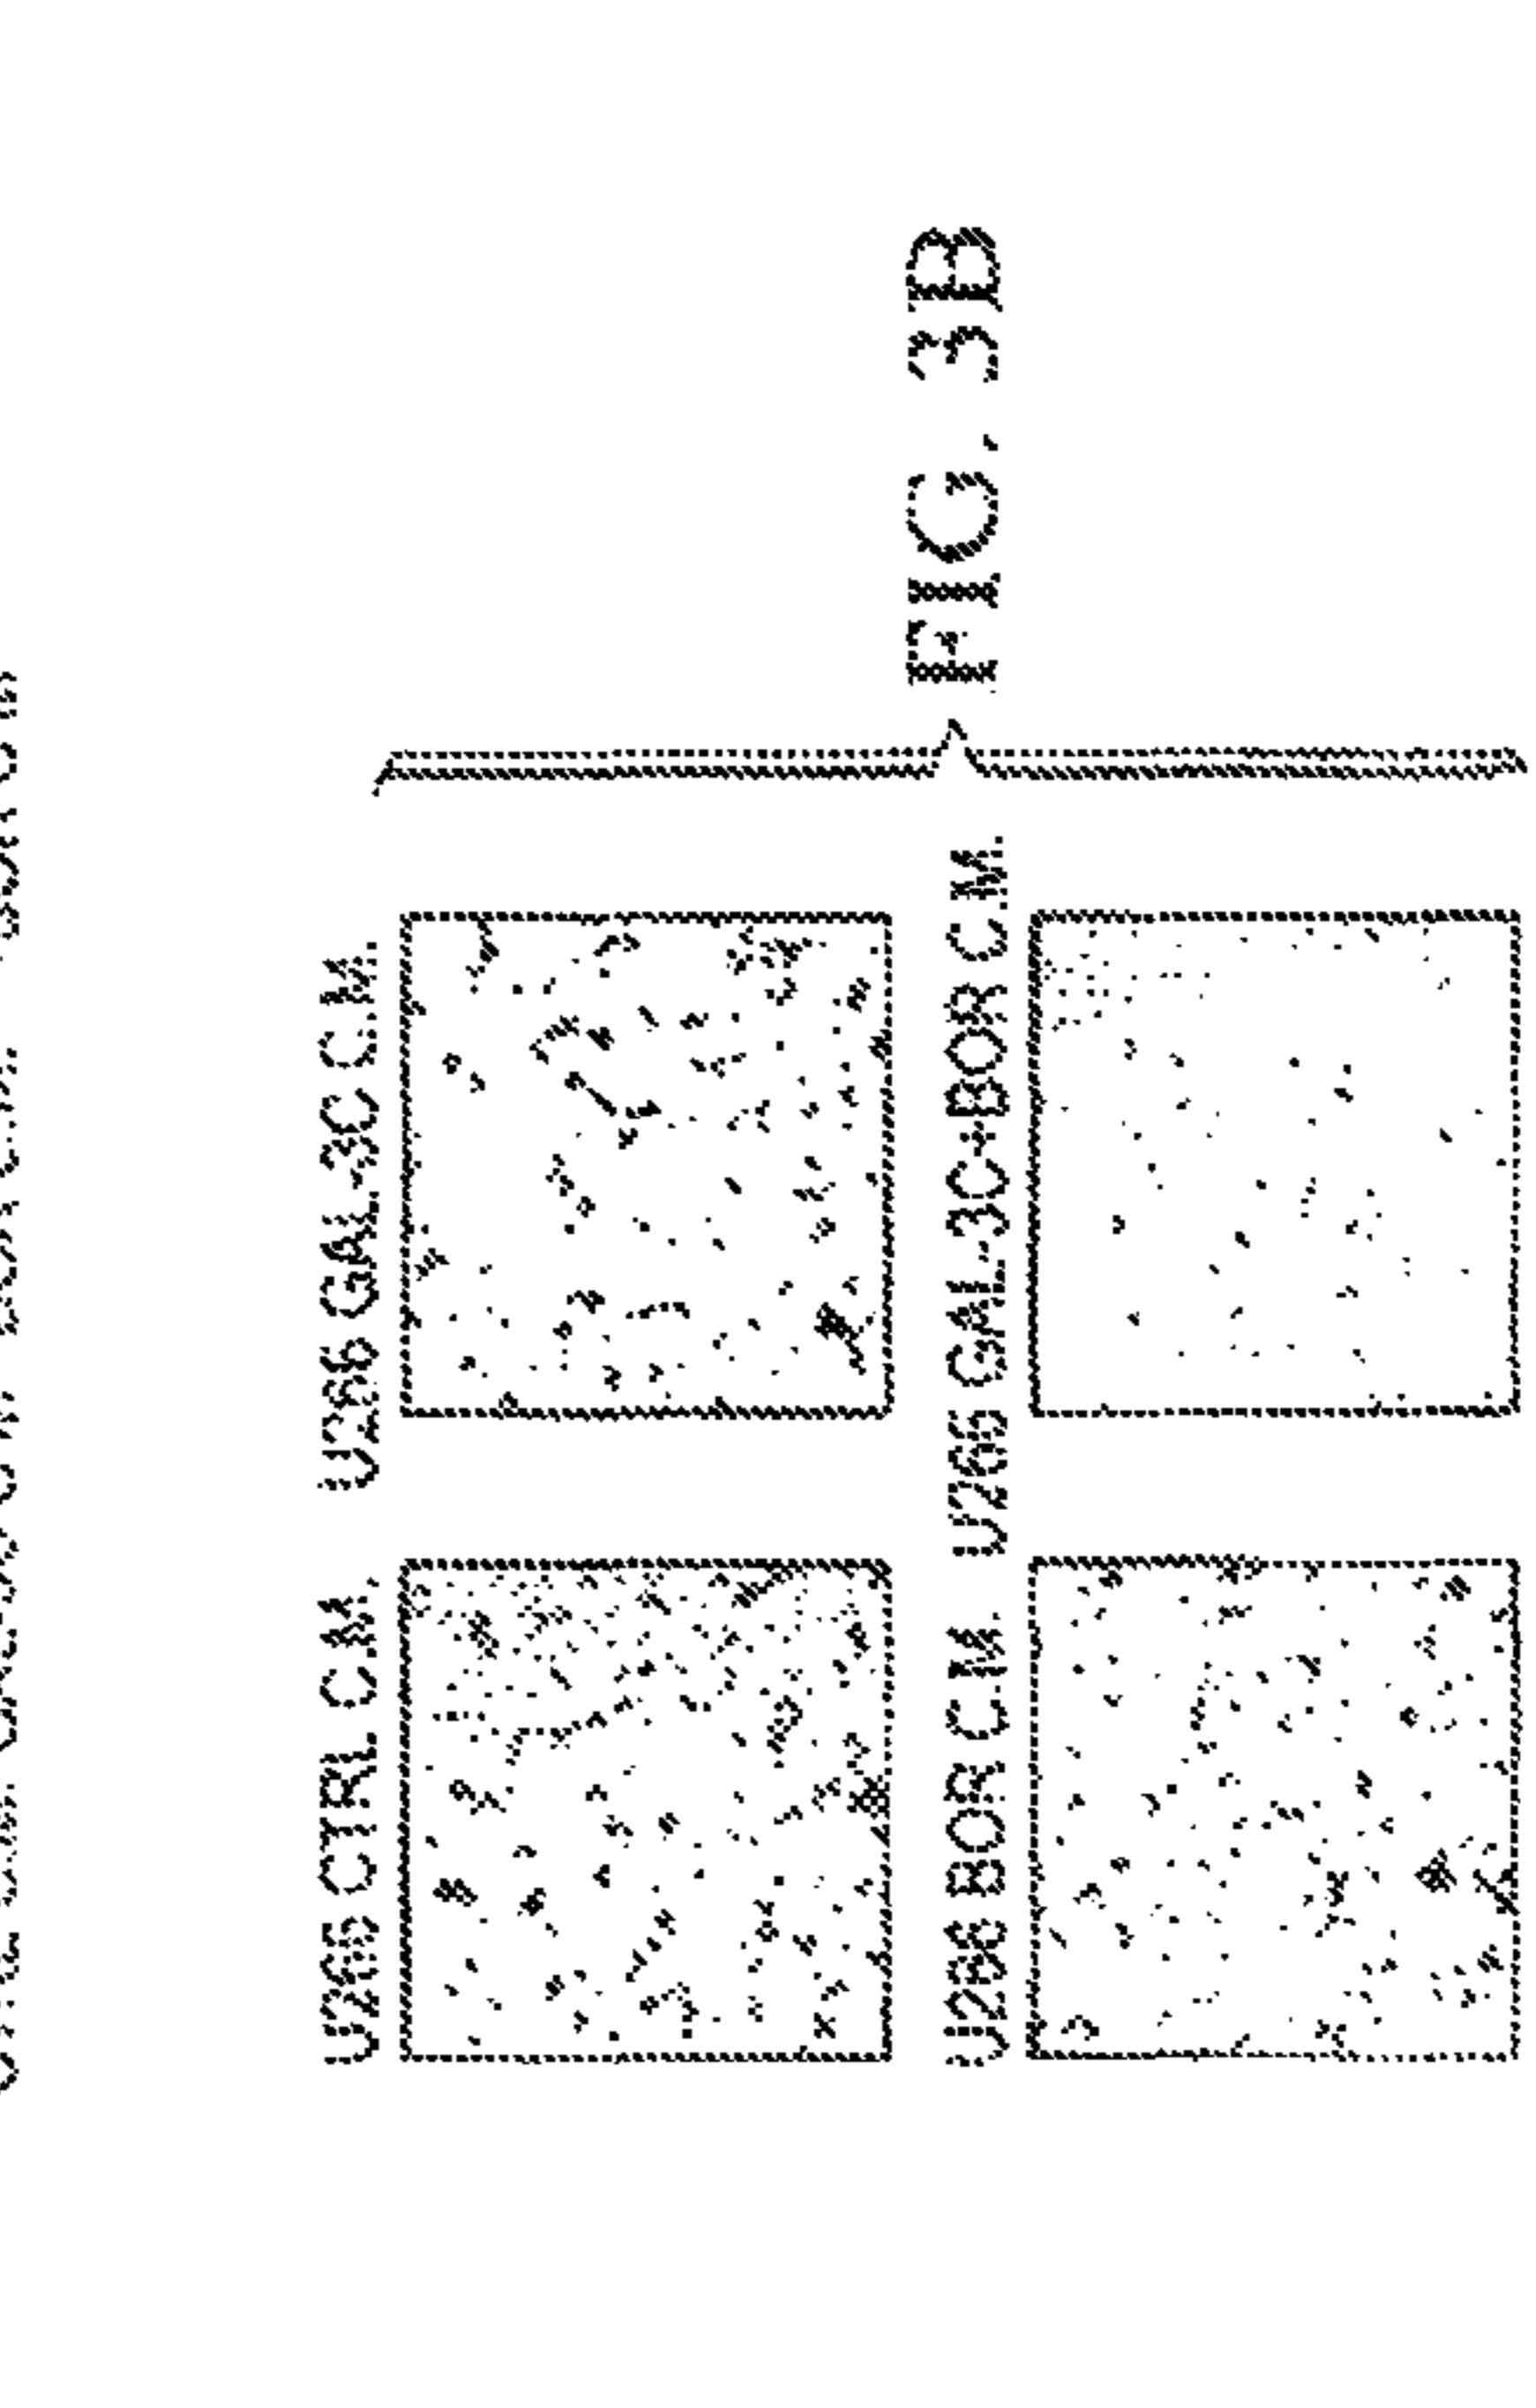 U266 CTRL C.M.
U266 GAL-3C C.M.
U266 BOR C.M.
U266 GAL-3C+BOR C.M.
FIG. 3B